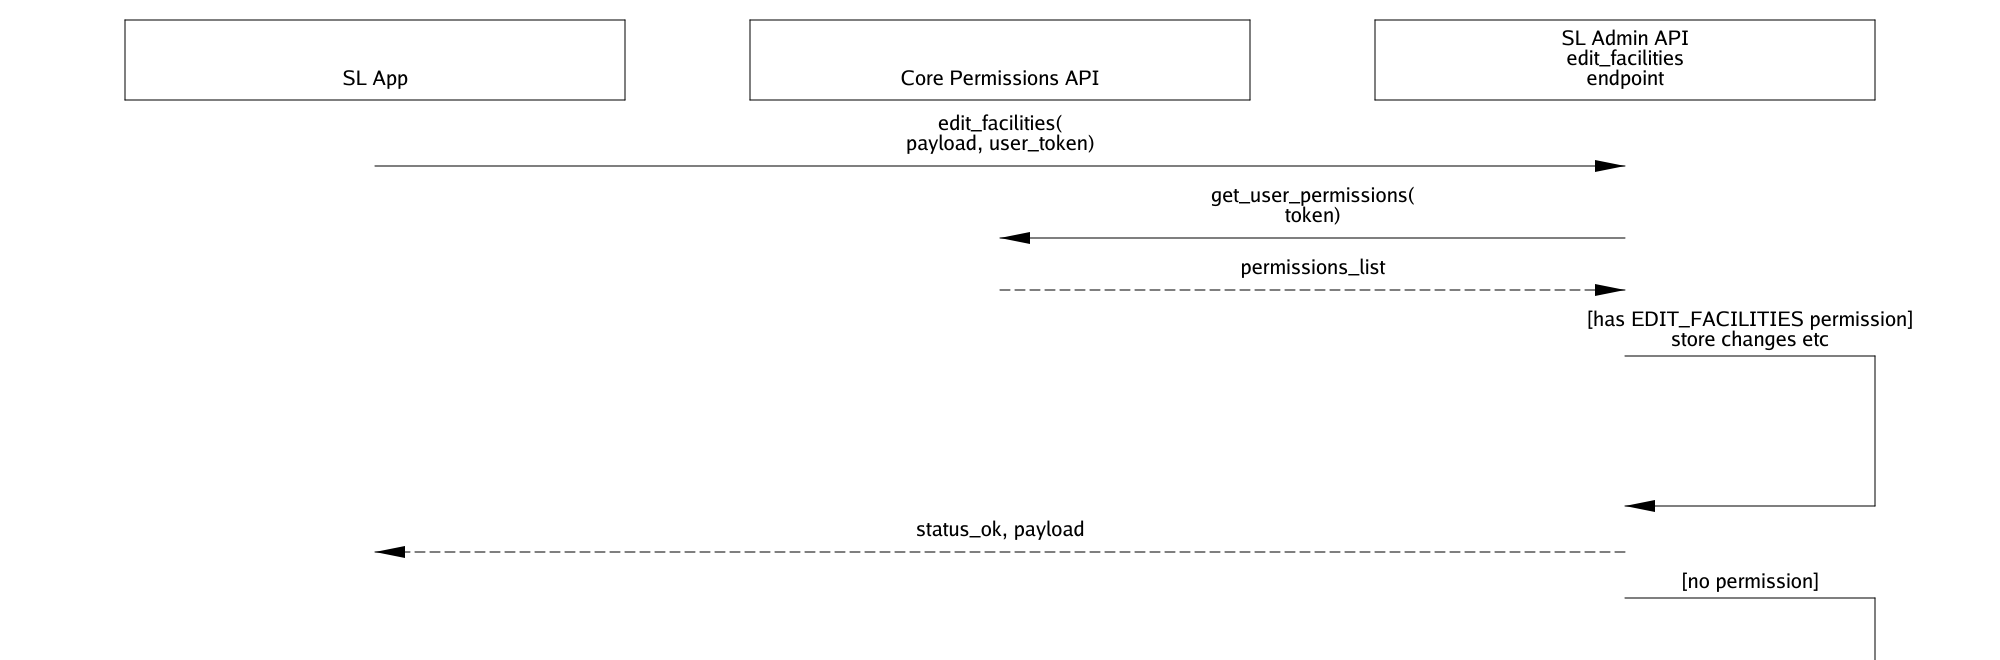 SL App
Core Permissions API
SL Admin API
edit_facilities
endpoint
edit_facilities(
payload, user_token)
get_user_permissions(
token)
permissions_list
[has EDIT_FACILITIES permission]
store changes etc
status_ok, payload
[no permission]